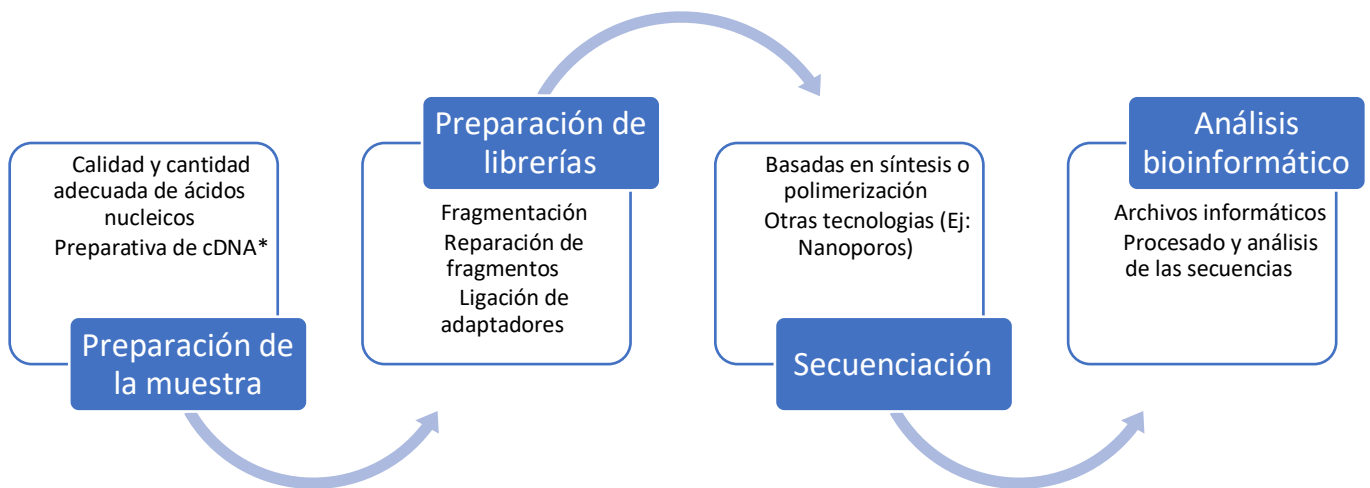 Calidad y cantidad
adecuada de ácidos
nucleicos
Preparativa de cDNA*
Preparación de
la muestra
Preparación de
librerías
Fragmentación
Reparación de
fragmentos
Ligación de
adaptadores
Basadas en síntesis o
polimerización
Otras tecnologias (Ej:
Nanoporos)
Secuenciación
Análisis
bioinformático
Archivos informáticos
Procesado y análisis
de las secuencias